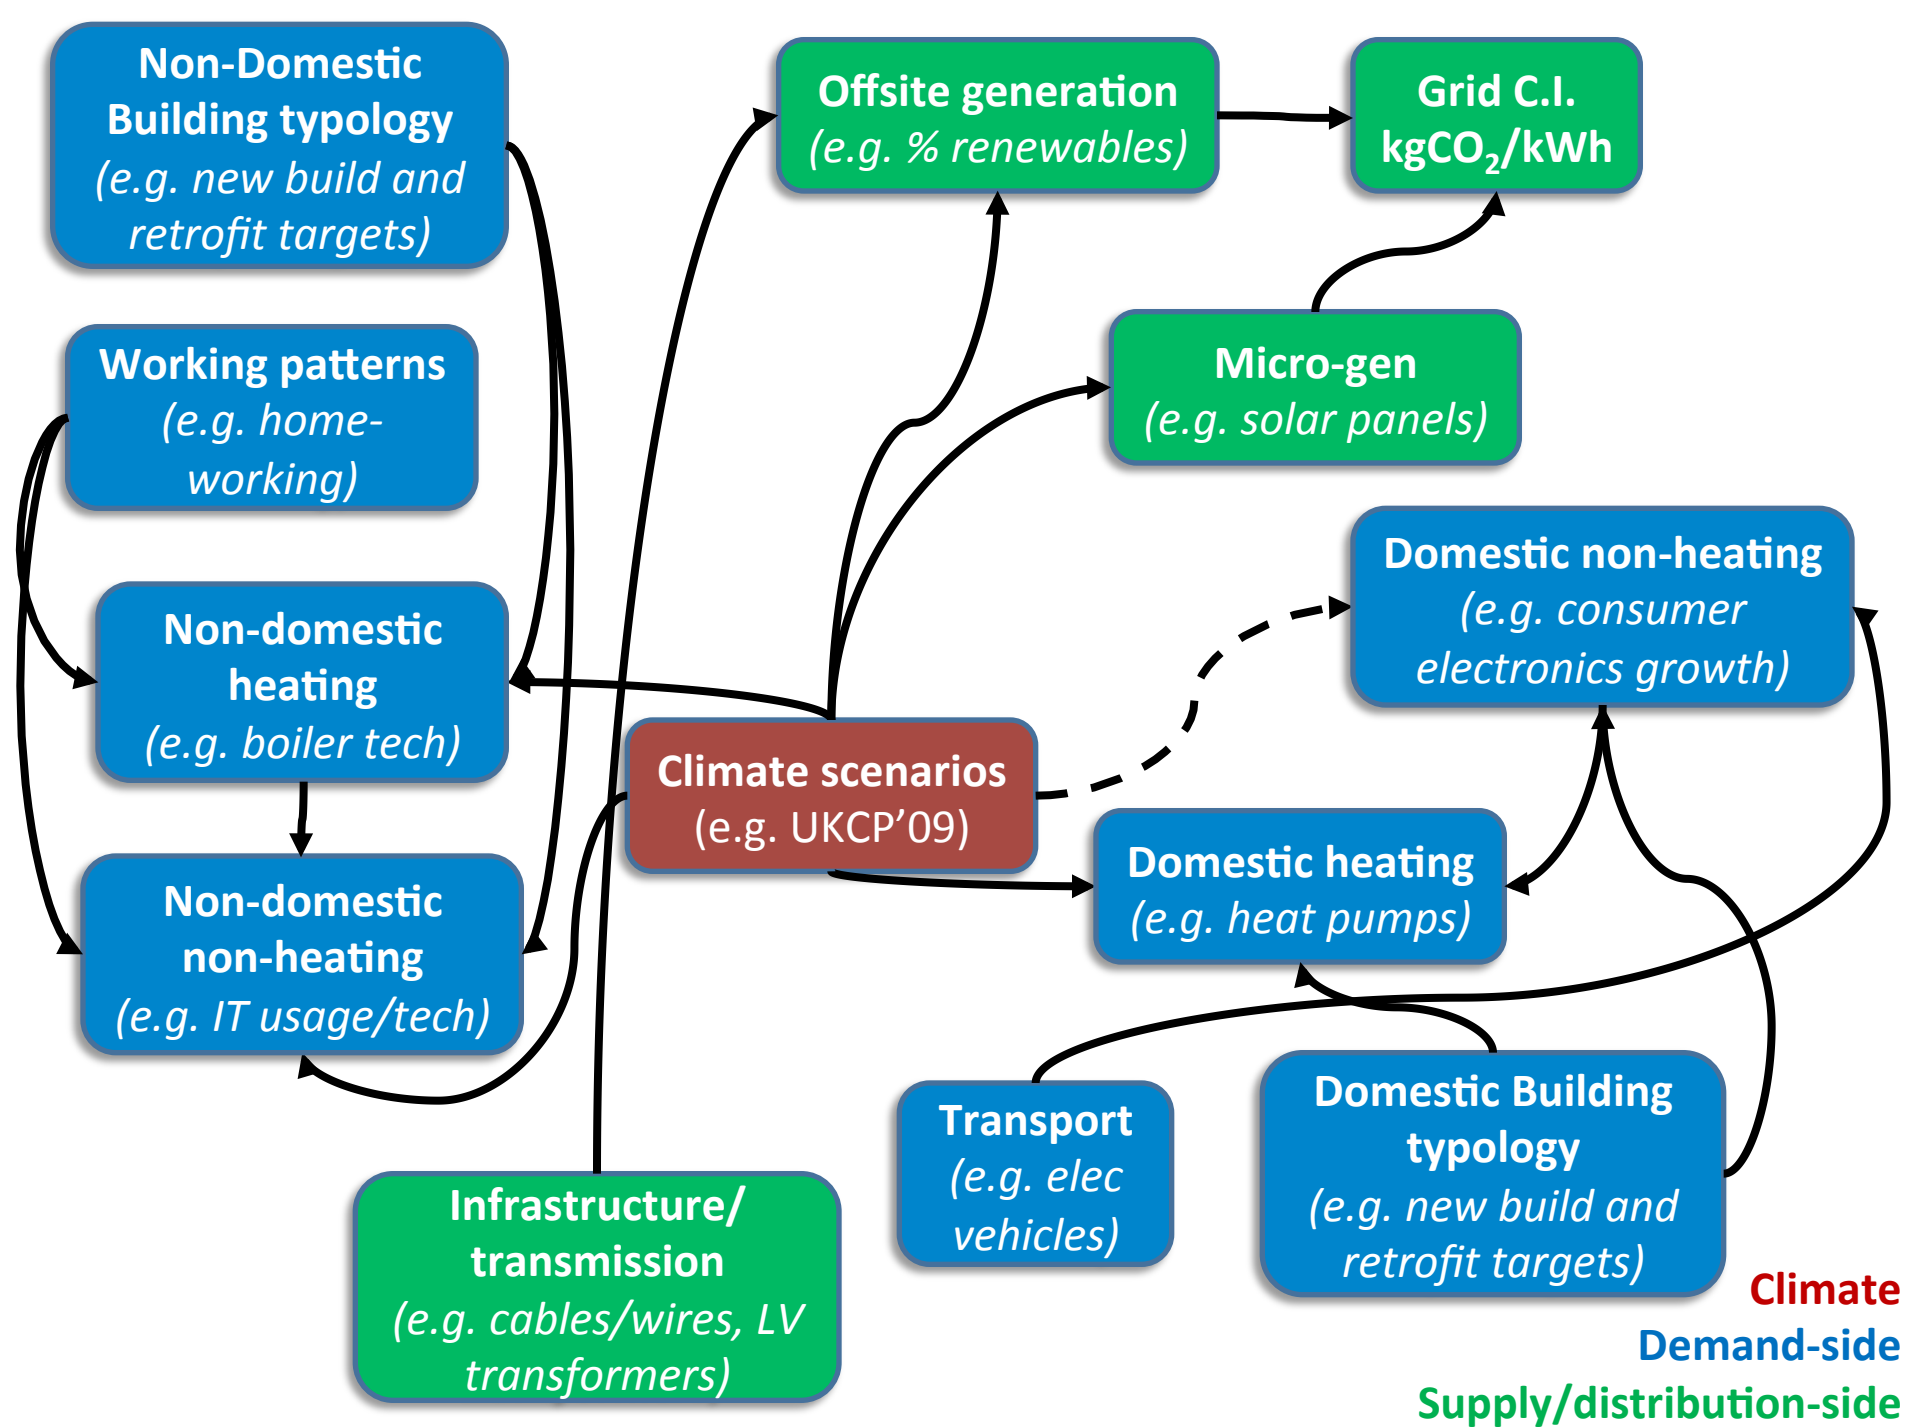 Non-Domestic
Building typology
(e.g. new build and
retrofit targets)
Offsite generation
(e.g. % renewables)
Grid C.I.
kgCO₂/kWh
Working patterns
(e.g. home-
working)
Micro-gen
(e.g. solar panels)
Domestic non-heating
(e.g. consumer
electronics growth)
Non-domestic
heating
(e.g. boiler tech)
Climate scenarios
(e.g. UKCP’09)
Domestic heating
(e.g. heat pumps)
Non-domestic
non-heating
(e.g. IT usage/tech)
Transport
(e.g. elec
vehicles)
Domestic Building
typology
(e.g. new build and
retrofit targets)
Infrastructure/
transmission
(e.g. cables/wires, LV
transformers)
Climate
Demand-side
Supply/distribution-side